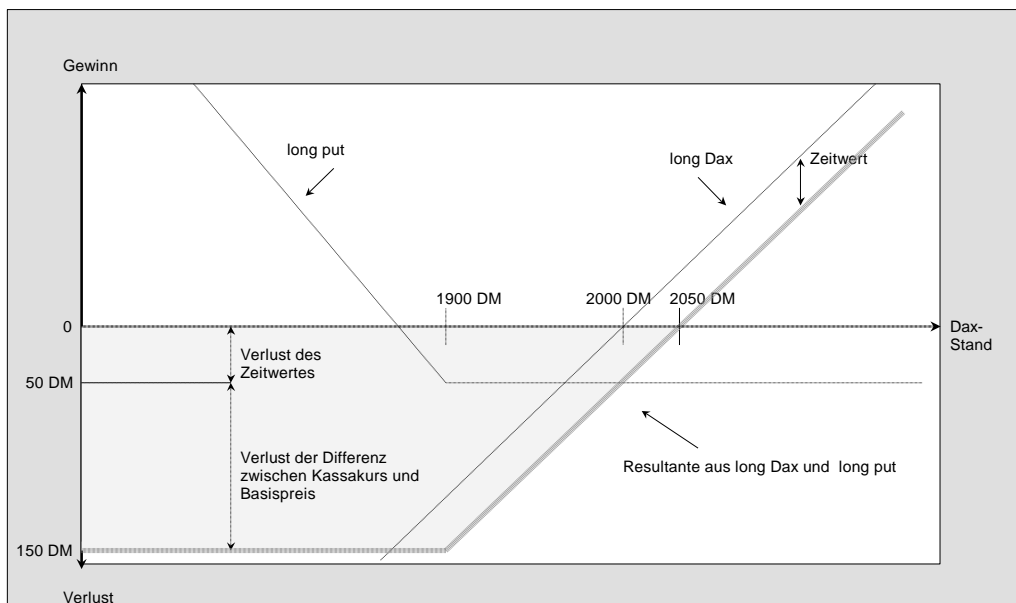 Gewinn
long put
long Dax
Zeitwert
1900 DM
2000 DM
2050 DM
0
Dax-
Stand
Verlust des
Zeitwertes
50 DM
Verlust der Differenz
zwischen Kassakurs und
Basispreis
Resultante aus long Dax und long put
150 DM
Verlust